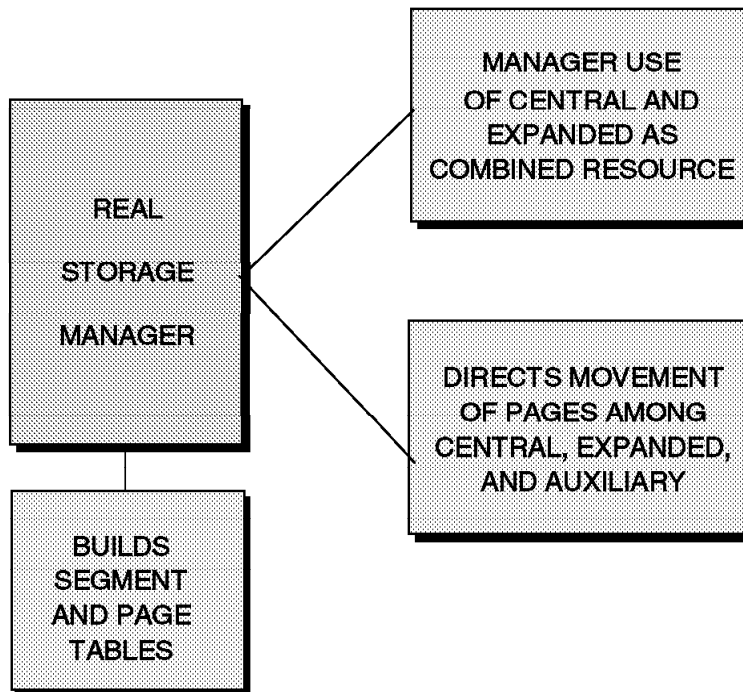 REAL
STORAGE
MANAGER
MANAGER USE
OF CENTRAL AND
EXPANDED AS
COMBINED RESOURCE
DIRECTS MOVEMENT
OF PAGES AMONG
CENTRAL, EXPANDED,
AND AUXILIARY
BUILDS
SEGMENT
AND PAGE
TABLES